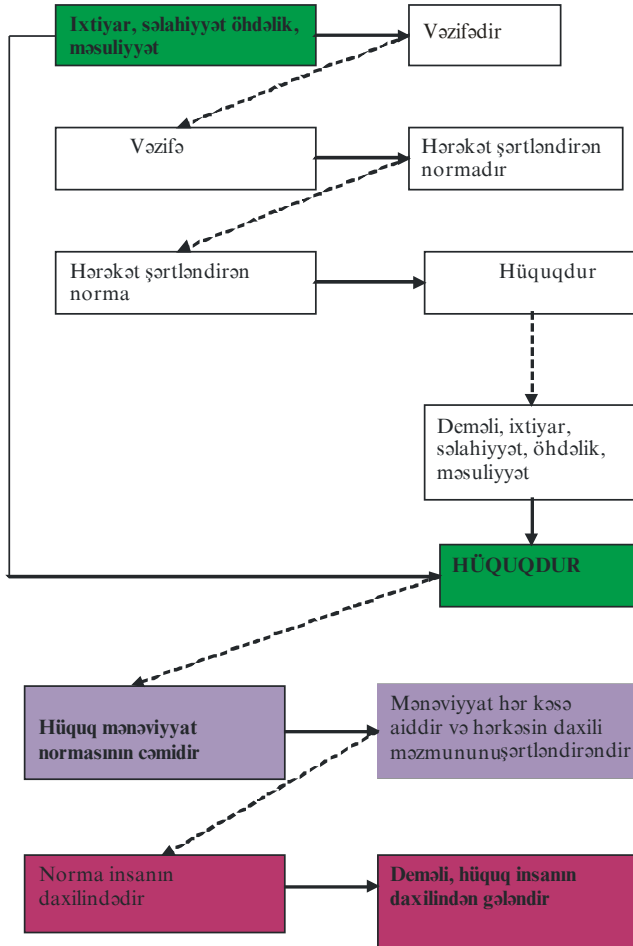 Ixtiyar, səlahiyyət öhdəlik,
məsuliyyət
Vəzifədir
Vəzifə
Hərəkət şərtləndirən
normadır
Hərəkət şərtləndirən
norma
Hüquqdur
Deməli, ixtiyar,
səlahiyyət, öhdəlik,
məsuliyyət
HÜQUQDUR
Hüquq mənəviyyat
normasının cəmidir
Mənəviyyat hər kəsə
aiddir və hərkəsin daxili
məzmununuşərtləndirəndir
Norma insanın
daxilindədir
Deməli, hüquq insanın
daxilindən gələndir